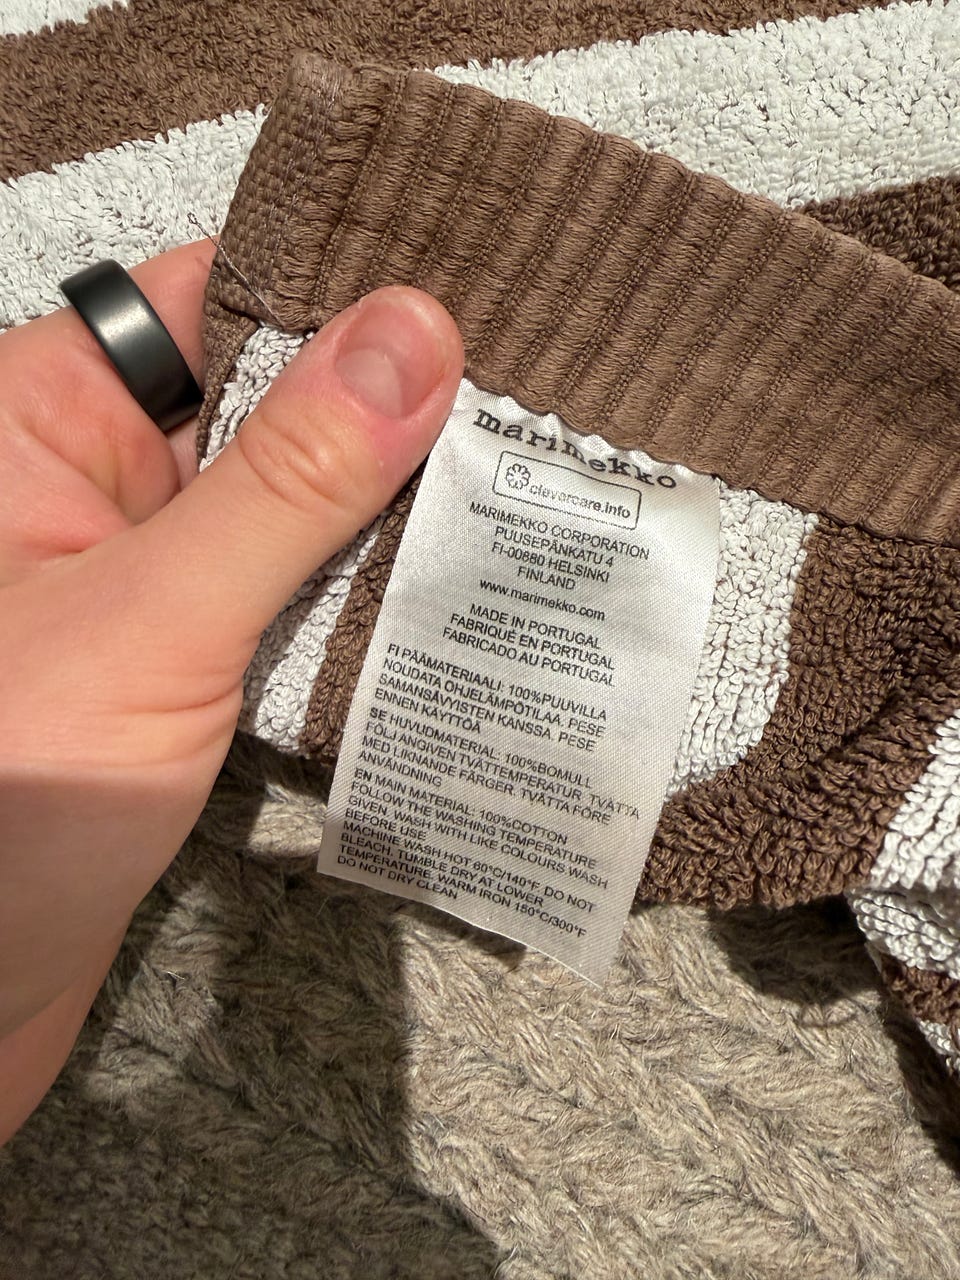 marimekko
clevercare.info
MARIMEKKO CORPORATION
PUUSEPÄNKATU 4
FI-00880 HELSINKI
FINLAND
www.marimekko.com
MADE IN PORTUGAL
FABRIQUÉ EN PORTUGAL
FABRICADO AU PORTUGAL
FI PÄÄMATERIAALI: 100%PUUVILLA
NOUDATA OHJELÄMPÖTILAA. PESE
SAMANSÄVYISTEN KANSSA. PESE
ENNEN KÄYTTÖÄ
SE HUVUDMATERIAL: 100%BOMULL
FÖLJ ANGIVEN TVÄTTEMPERATUR. TVÄTTA
MED LIKNANDE FÄRGER. TVÄTTA FÖRE
ANVÄNDNING
EN MAIN MATERIAL: 100%COTTON
FOLLOW THE WASHING TEMPERATURE
GIVEN. WASH WITH LIKE COLOURS WASH
BEFORE USE
MACHINE WASH HOT 60°C/140°F. DO NOT
BLEACH. TUMBLE DRY AT LOWER
TEMPERATURE. WARM IRON 150°C/300°F
DO NOT DRY CLEAN